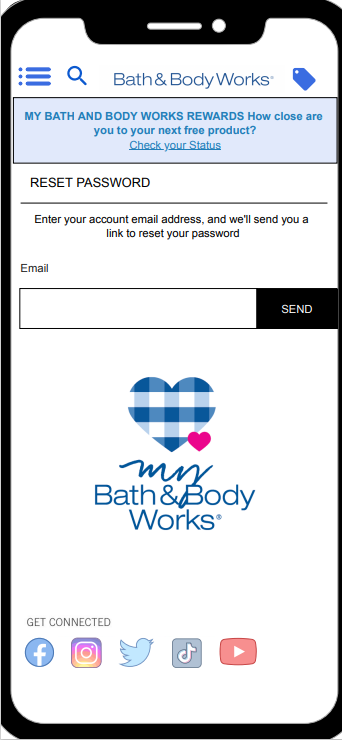 Bath & Body Works®
MY BATH AND BODY WORKS REWARDS How close are
you to your next free product?
Check your Status
RESET PASSWORD
Enter your account email address, and we'll send you a
link to reset your password
Email
SEND
my
Bath & Body
Works®
GET CONNECTED